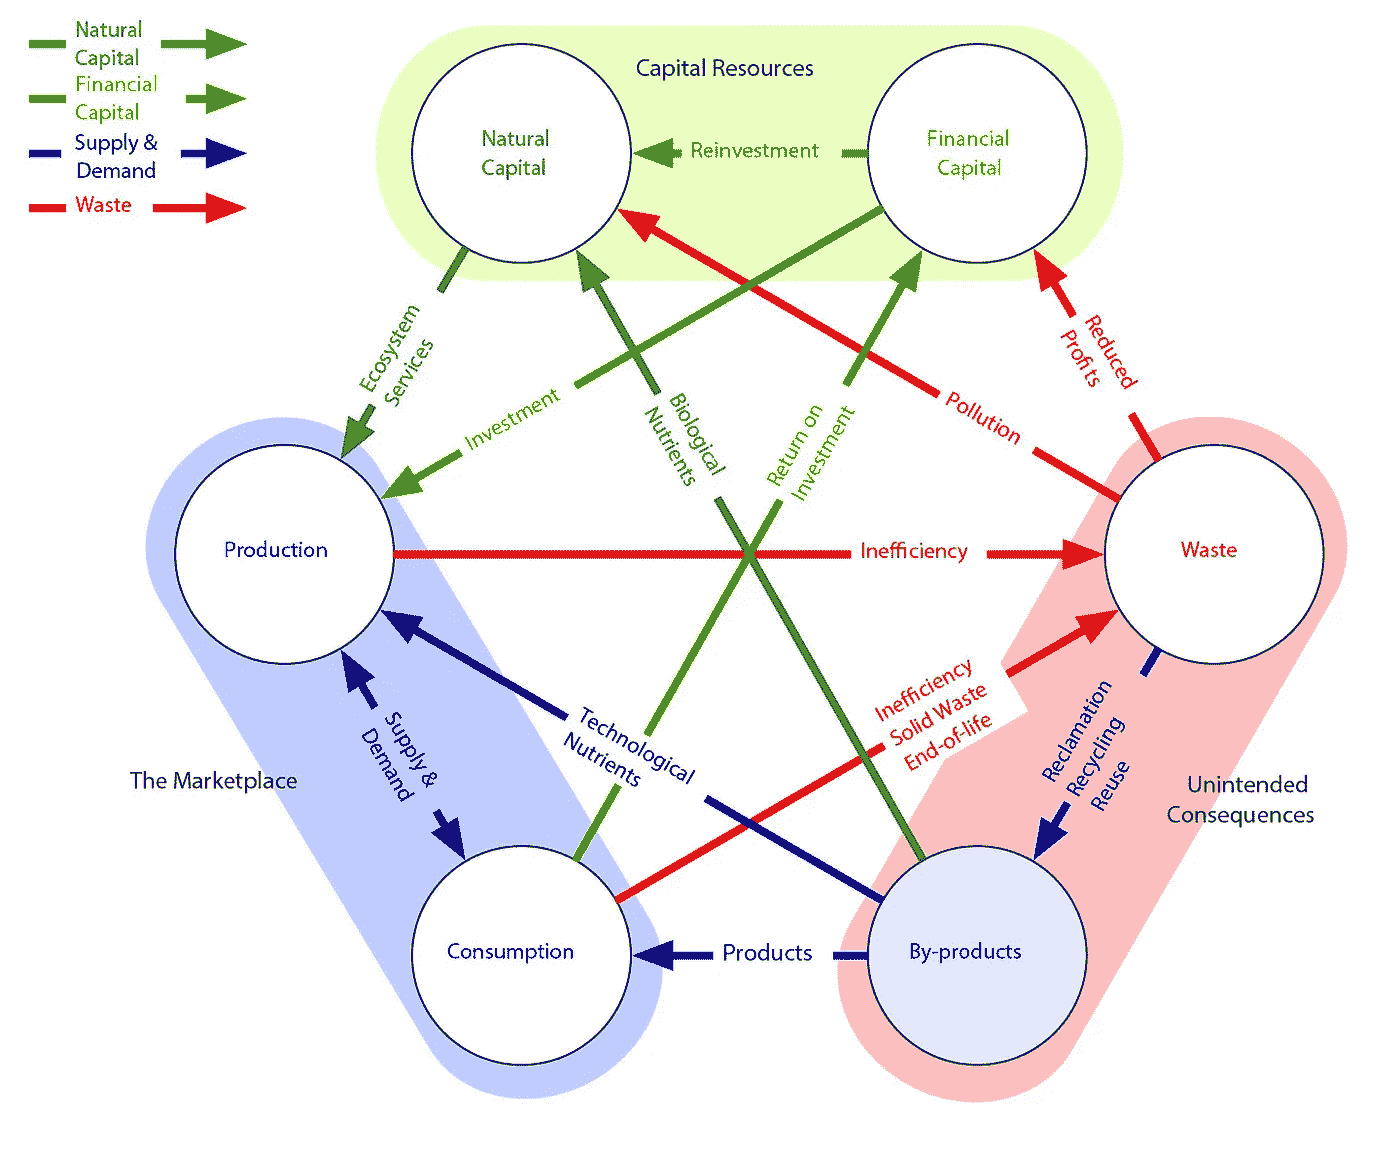 Natural
Capital
Financial
Capital
Supply &
Demand
Waste
Capital Resources
Natural
Capital
Reinvestment
Financial
Capital
Ecosystem
Services
Investment
Biological
Nutrients
Return on
Investment
Pollution
Reduced
Profits
Production
Inefficiency
Waste
Inefficiency
Solid Waste
End-of-life
Technological
Nutrients
Supply &
Demand
The Marketplace
Reclamation
Recycling
Reuse
Unintended
Consequences
Consumption
Products
By-products